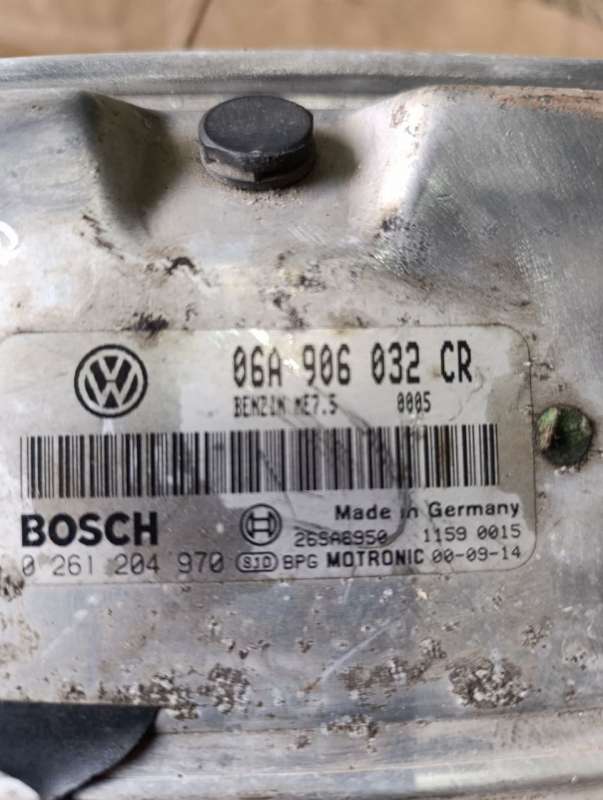 06A 906 032 CR
BENZIN ME7.5 0005
BOSCH Made in Germany
26SA6950 1159 0015
0 261 204 970 SJD BPG MOTRONIC 00-09-14